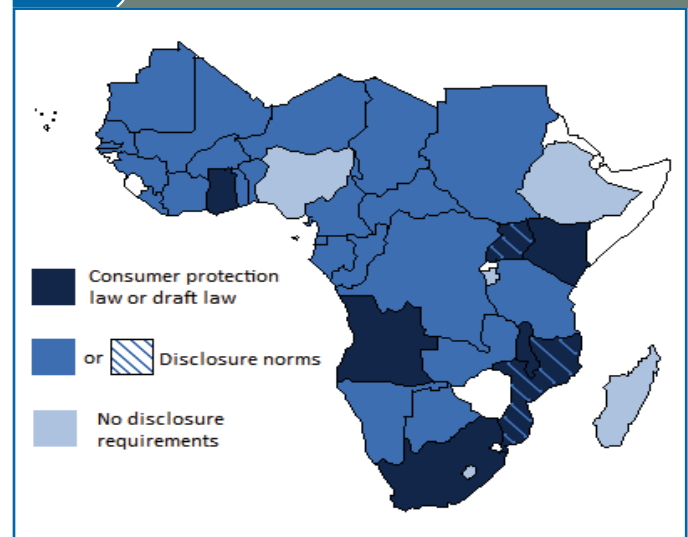 Consumer protection
law or draft law
or Disclosure norms
No disclosure
requirements